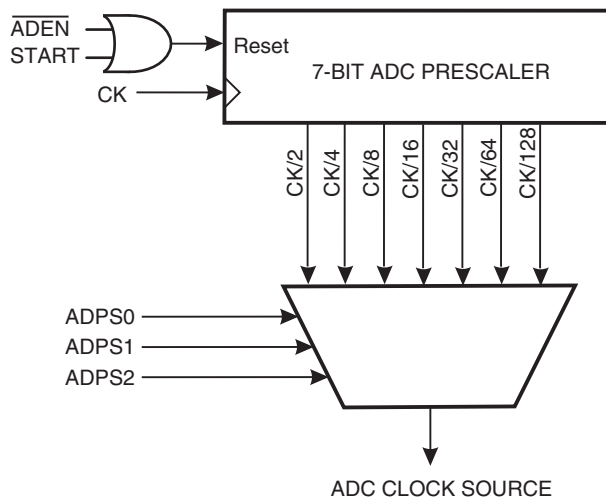 ADEN
START
Reset
CK
7-BIT ADC PRESCALER
CK/2
CK/4
CK/8
CK/16
CK/32
CK/64
CK/128
ADPS0
ADPS1
ADPS2
ADC CLOCK SOURCE